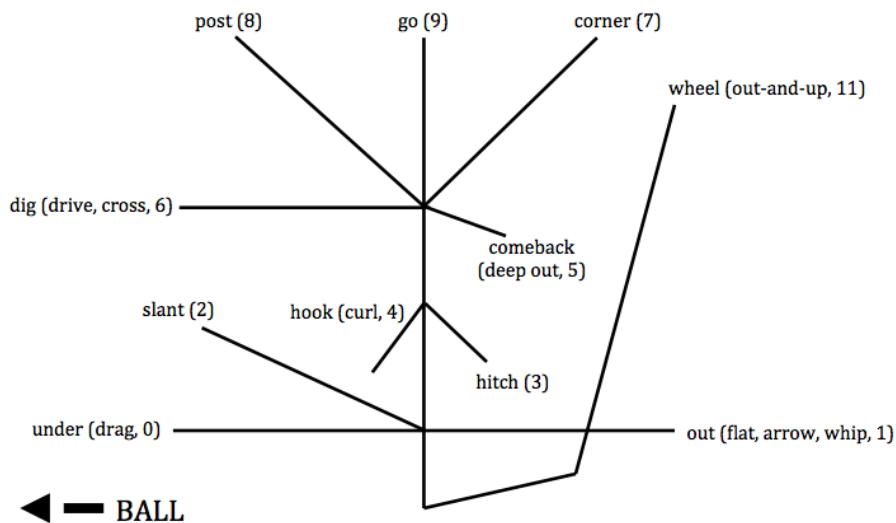 post (8)
go (9)
corner (7)
wheel (out-and-up, 11)
dig (drive, cross, 6)
comeback
(deep out, 5)
slant (2)
hook (curl, 4)
hitch (3)
under (drag, 0)
out (flat, arrow, whip, 1)
BALL